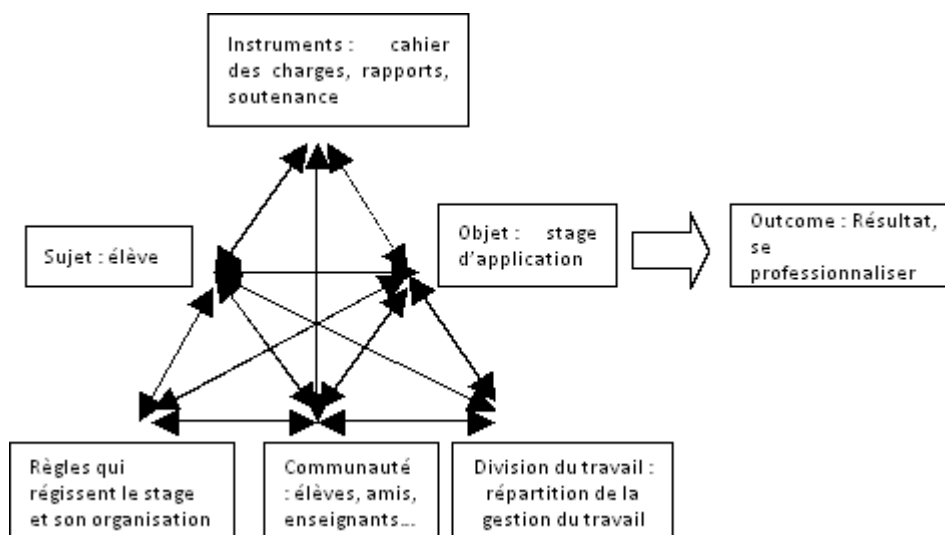 Instruments : cahier
des charges, rapports,
soutenance
Sujet : élève
Objet : stage
d'application
Outcome : Résultat,
se
professionnaliser
Règles qui
régissent le stage
et son organisation
Communauté
: élèves, amis,
enseignants...
Division du travail :
répartition de la
gestion du travail